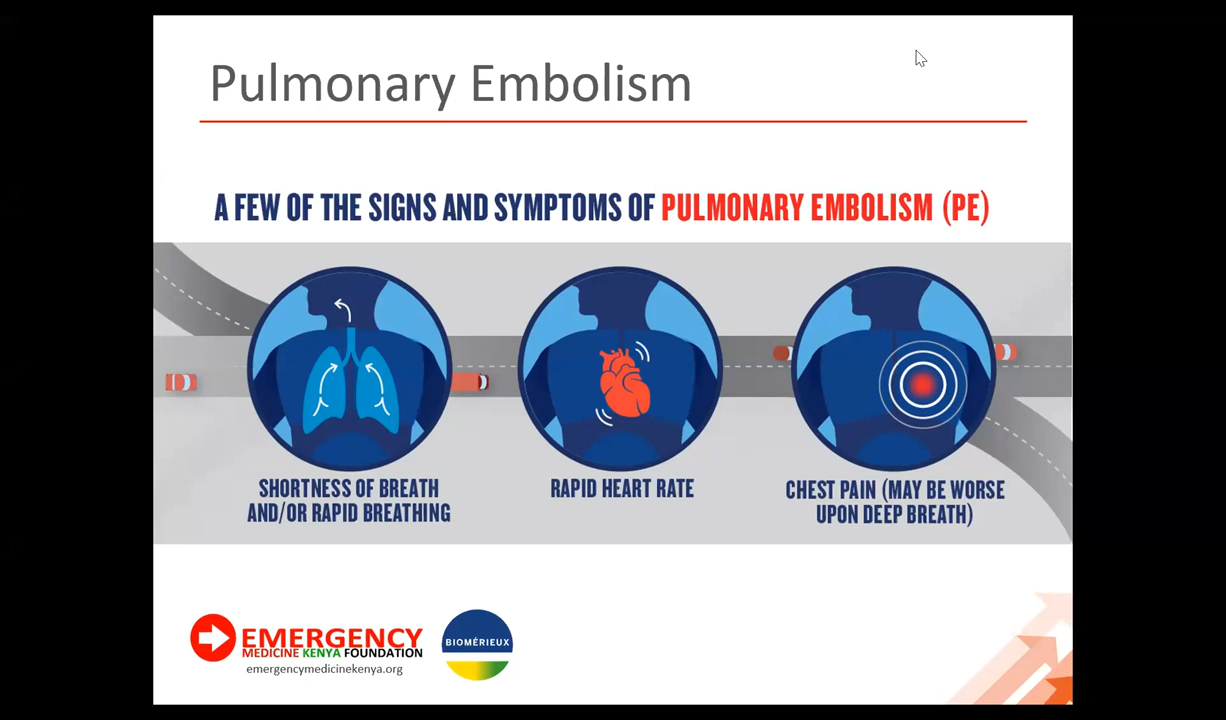 Pulmonary Embolism
A FEW OF THE SIGNS AND SYMPTOMS OF PULMONARY EMBOLISM (PE)
SHORTNESS OF BREATH
AND/OR RAPID BREATHING
RAPID HEART RATE
CHEST PAIN (MAY BE WORSE
UPON DEEP BREATH)
EMERGENCY
MEDICINE KENYA FOUNDATION
emergencymedicinekenya.org
BIOMÉRIEUX